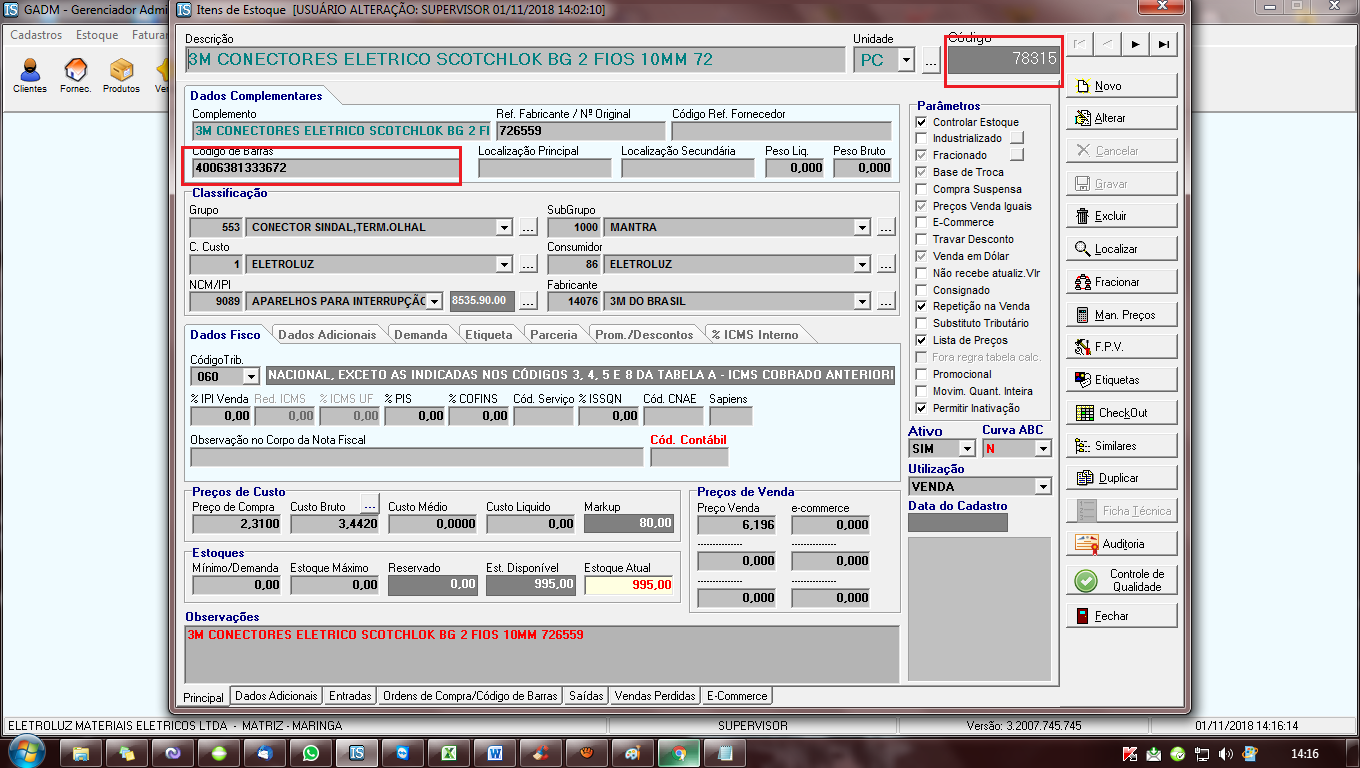 GADM - Gerenciador Admi
Itens de Estoque [USUÁRIO ALTERAÇÃO: SUPERVISOR 01/11/2018 14:02:10]
Cadastros Estoque Faturar
Clientes Fornec. Produtos
Descrição Unidade Código
3M CONECTORES ELETRICO SCOTCHLOK BG 2 FIOS 10MM 72 PC ... 78315
Dados Complementares
Complemento Ref. Fabricante / Nº Original Código Ref. Fornecedor
3M CONECTORES ELETRICO SCOTCHLOK BG 2 FI 726559
Código de Barras Localização Principal Localização Secundária Peso Liq. Peso Bruto
4006381333672 0,000 0,000
Classificação
Grupo SubGrupo
553 CONECTOR SINDAL,TERM.OLHAL ... 1000 MANTRA ...
C. Custo Consumidor
1 ELETROLUZ ... 86 ELETROLUZ ...
NCM/IPI Fabricante
9089 APARELHOS PARA INTERRUPÇÃO 8535.90.00 ... 14076 3M DO BRASIL ...
Dados Fisco Dados Adicionais Demanda Etiqueta Parceria Prom./Descontos % ICMS Interno
CódigoTrib.
060 NACIONAL, EXCETO AS INDICADAS NOS CÓDIGOS 3, 4, 5 E 8 DA TABELA A - ICMS COBRADO ANTERIORI
% IPI Venda Red. ICMS % ICMS UF % PIS % COFINS Cód. Serviço % ISSQN Cód. CNAE Sapiens
0,00 0,00 0,00 0,00 0,00 0,00
Observação no Corpo da Nota Fiscal Cód. Contábil
Preços de Custo
Preço de Compra Custo Bruto ... Custo Médio Custo Liquido Markup
2,3100 3,4420 0,0000 0,00 80,00
Preços de Venda
Preço Venda e-commerce
6,196 0,000
--------------- ---------------
0,000 0,000
--------------- ---------------
0,000 0,000
Estoques
Mínimo/Demanda Estoque Máximo Reservado Est. Disponível Estoque Atual
0,00 0,00 0,00 995,00 995,00
Observações
3M CONECTORES ELETRICO SCOTCHLOK BG 2 FIOS 10MM 726559
Parâmetros
Controlar Estoque
Industrializado
Fracionado
Base de Troca
Compra Suspensa
Preços Venda Iguais
E-Commerce
Travar Desconto
Venda em Dólar
Não recebe atualiz.Vlr
Consignado
Repetição na Venda
Substituto Tributário
Lista de Preços
Fora regra tabela calc.
Promocional
Movim. Quant. Inteira
Permitir Inativação
Ativo Curva ABC
SIM N
Utilização
VENDA
Data do Cadastro
Novo
Alterar
Cancelar
Gravar
Excluir
Localizar
Fracionar
Man. Preços
F.P.V.
Etiquetas
CheckOut
Similares
Duplicar
Ficha Técnica
Auditoria
Controle de
Qualidade
Fechar
Principal Dados Adicionais Entradas Ordens de Compra/Código de Barras Saídas Vendas Perdidas E-Commerce
ELETROLUZ MATERIAIS ELETRICOS LTDA - MATRIZ - MARINGA SUPERVISOR Versão: 3.2007.745.745 01/11/2018 14:16:14
14:16